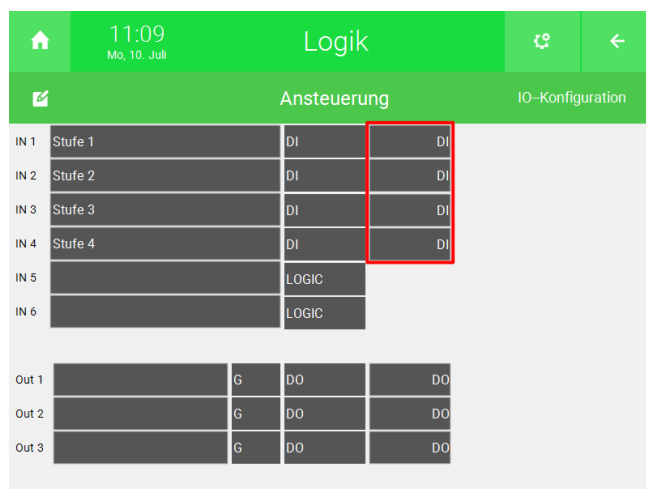 11:09
Mo, 10. Juli
Logik
Ansteuerung
IO-Konfiguration
IN 1 Stufe 1 DI DI
IN 2 Stufe 2 DI DI
IN 3 Stufe 3 DI DI
IN 4 Stufe 4 DI DI
IN 5 LOGIC
IN 6 LOGIC
Out 1 G DO DO
Out 2 G DO DO
Out 3 G DO DO